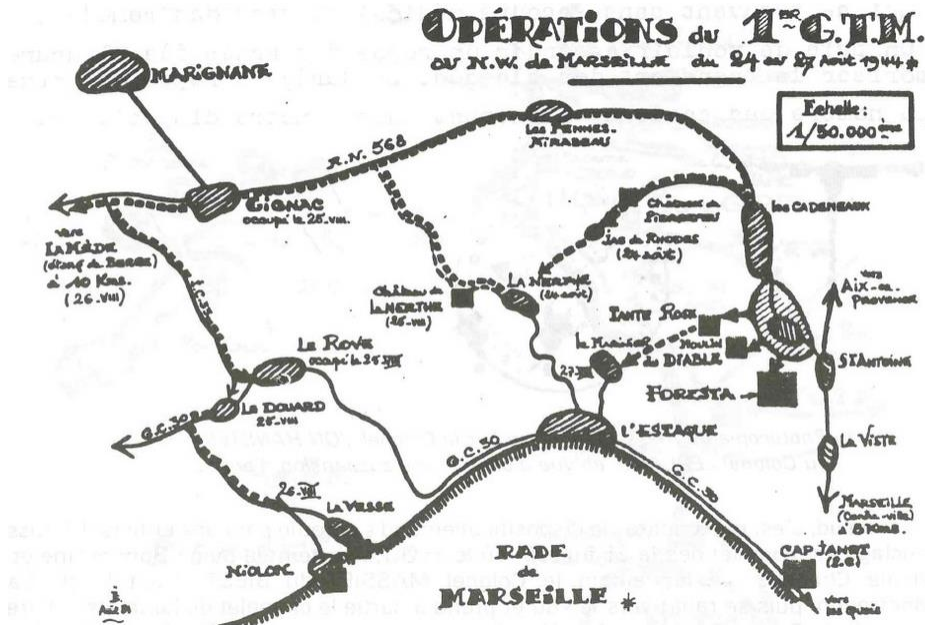 OPÉRATIONS du 1ER G.T.M.
au N.W. de MARSEILLE du 24 au 27 Août 1944*
Echelle:
1/50.000ème
MARIGNANE
Les PENNES-
MIRABEAU
R.N. 568
GIGNAC
occupé le 25.VIII.
les CADENEAUX
Château de
jas de RHODES
(24 août)
vers
LA MÈDE
(étang de BERRE)
à 10 Kms.
(26.VIII)
Château de
LA NERTHE
(25-VIII)
LA NERTHE
(24 août)
vers
AIX-en-
PROVENCE
TANTE ROSE
MOULIN
du DIABLE
FORESTA
ST ANTOINE
Le ROVE
occupé le 25.VIII
27.VIII
G.C.30
Le DOUARD
25.VIII
L'ESTAQUE
G.C.50
G.C.30
LA VISTE
26.VIII
LA VESSE
NIOLON
MARSEILLE
(Centre-ville)
à 8 Kms.
CAP JANET
(2.e)
RADE
de
MARSEILLE *
vers
les quais